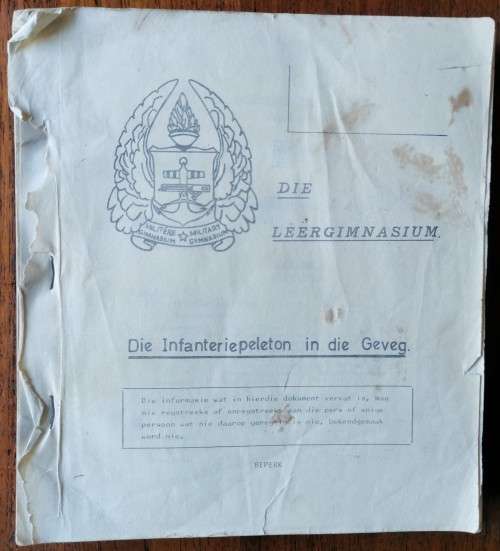 MILITÊRE MILITARY
GIMNASIUM GYMNASIUM
DIE
LEËRGIMNASIUM.
Die Infanteriepeleton in die Geveg.
Die informasie wat in hierdie dokument vervat is, mag
nie regstreeks of onregstreeks aan die pers of enige
persoon wat nie daarop geregtig is nie, bekendgemaak
word nie.
BEPERK